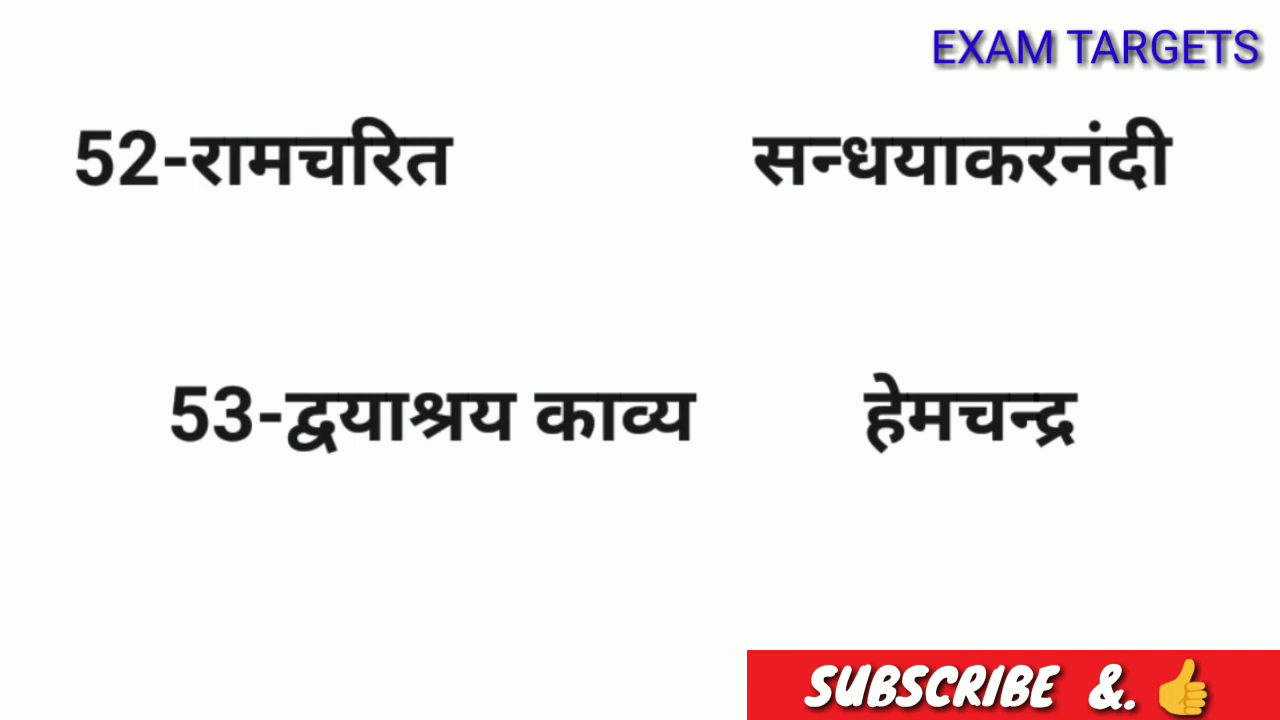 EXAM TARGETS
52-रामचरित सन्धयाकरनंदी
53-द्वयाश्रय काव्य हेमचन्द्र
SUBSCRIBE &. 👍